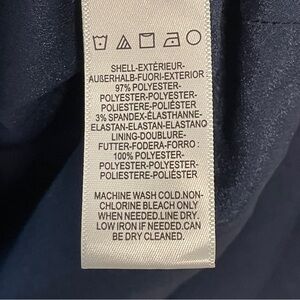 SHELL-EXTÉRIEUR-
AUßERHALB-FUORI-EXTERIOR
97% POLYESTER-
POLYESTER-POLYESTER-
POLIESTERE-POLIÉSTER
3% SPANDEX-ÉLASTHANNE-
ELASTAN-ELASTAN-ELASTANO
LINING-DOUBLURE-
FUTTER-FODERA-FORRO :
100% POLYESTER-
POLYESTER-POLYESTER-
POLIESTERE-POLIÉSTER
MACHINE WASH COLD.NON-
CHLORINE BLEACH ONLY
WHEN NEEDED.LINE DRY.
LOW IRON IF NEEDED.CAN
BE DRY CLEANED.